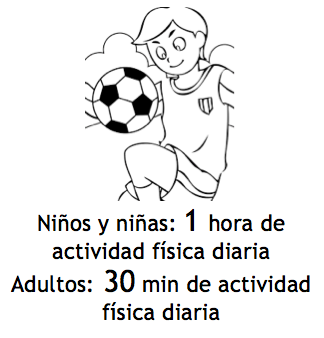 Niños y niñas: 1 hora de
actividad física diaria
Adultos: 30 min de actividad
física diaria